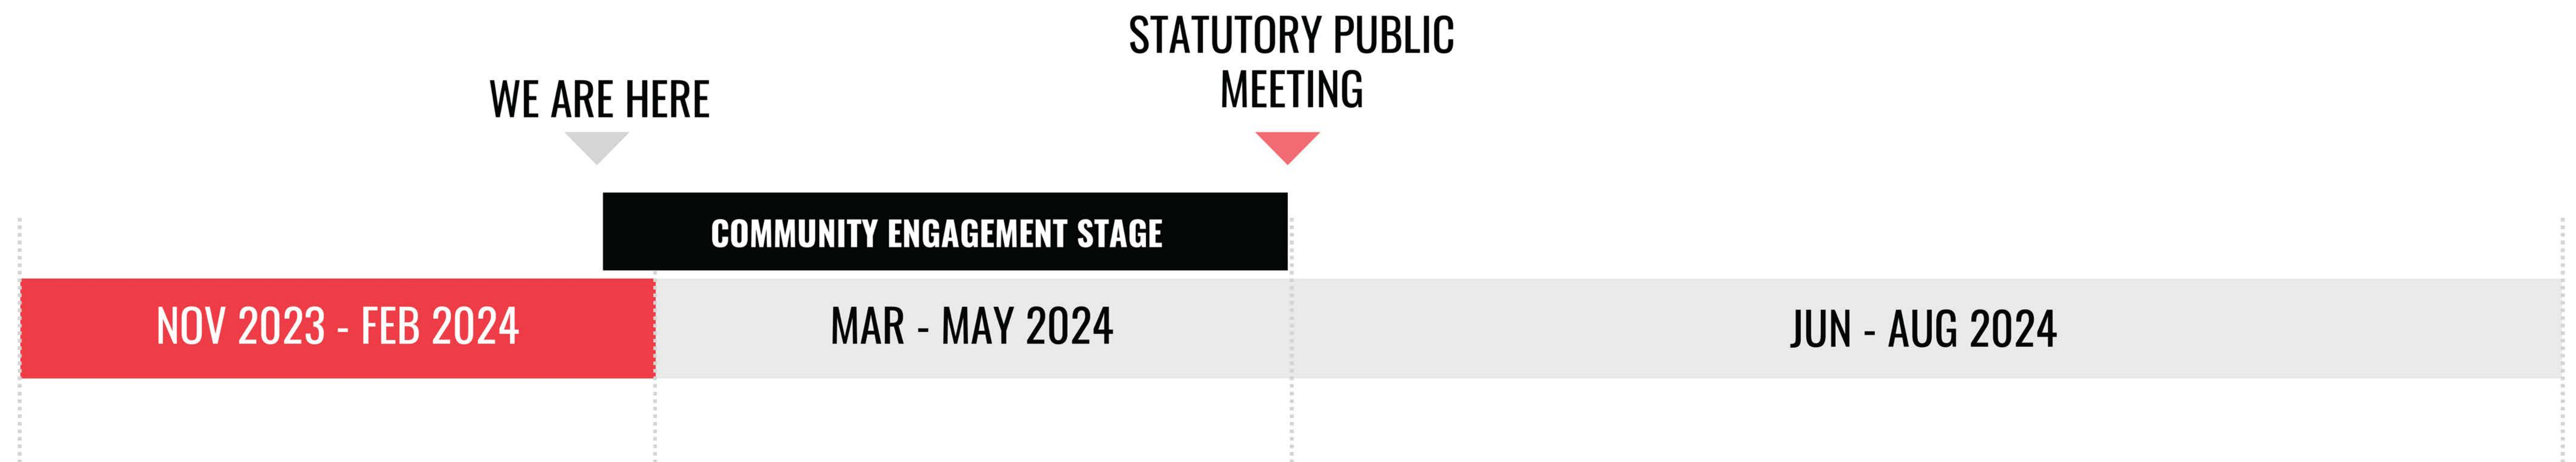 STATUTORY PUBLIC
MEETING
WE ARE HERE
COMMUNITY ENGAGEMENT STAGE
NOV 2023 - FEB 2024
MAR - MAY 2024
JUN - AUG 2024